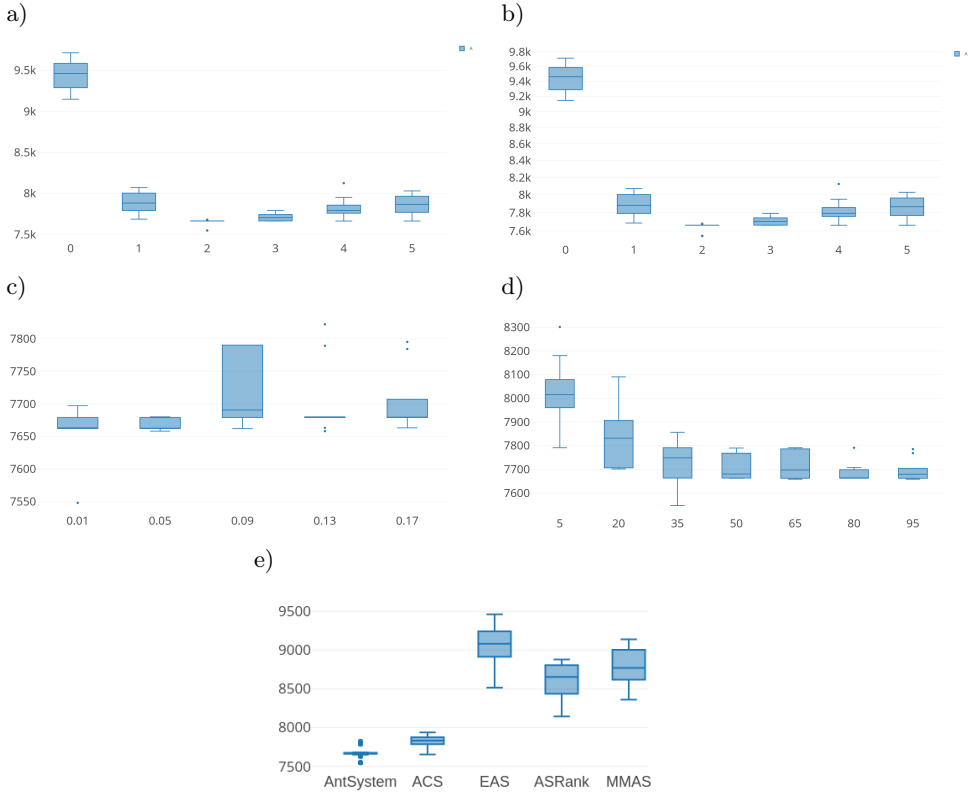 a)
9.5k
9k
8.5k
8k
7.5k
0 1 2 3 4 5
b)
9.8k
9.6k
9.4k
9.2k
9k
8.8k
8.6k
8.4k
8.2k
8k
7.8k
7.6k
0 1 2 3 4 5
c)
7800
7750
7700
7650
7600
7550
0.01 0.05 0.09 0.13 0.17
d)
8300
8200
8100
8000
7900
7800
7700
7600
5 20 35 50 65 80 95
e)
9500
9000
8500
8000
7500
AntSystem ACS EAS ASRank MMAS